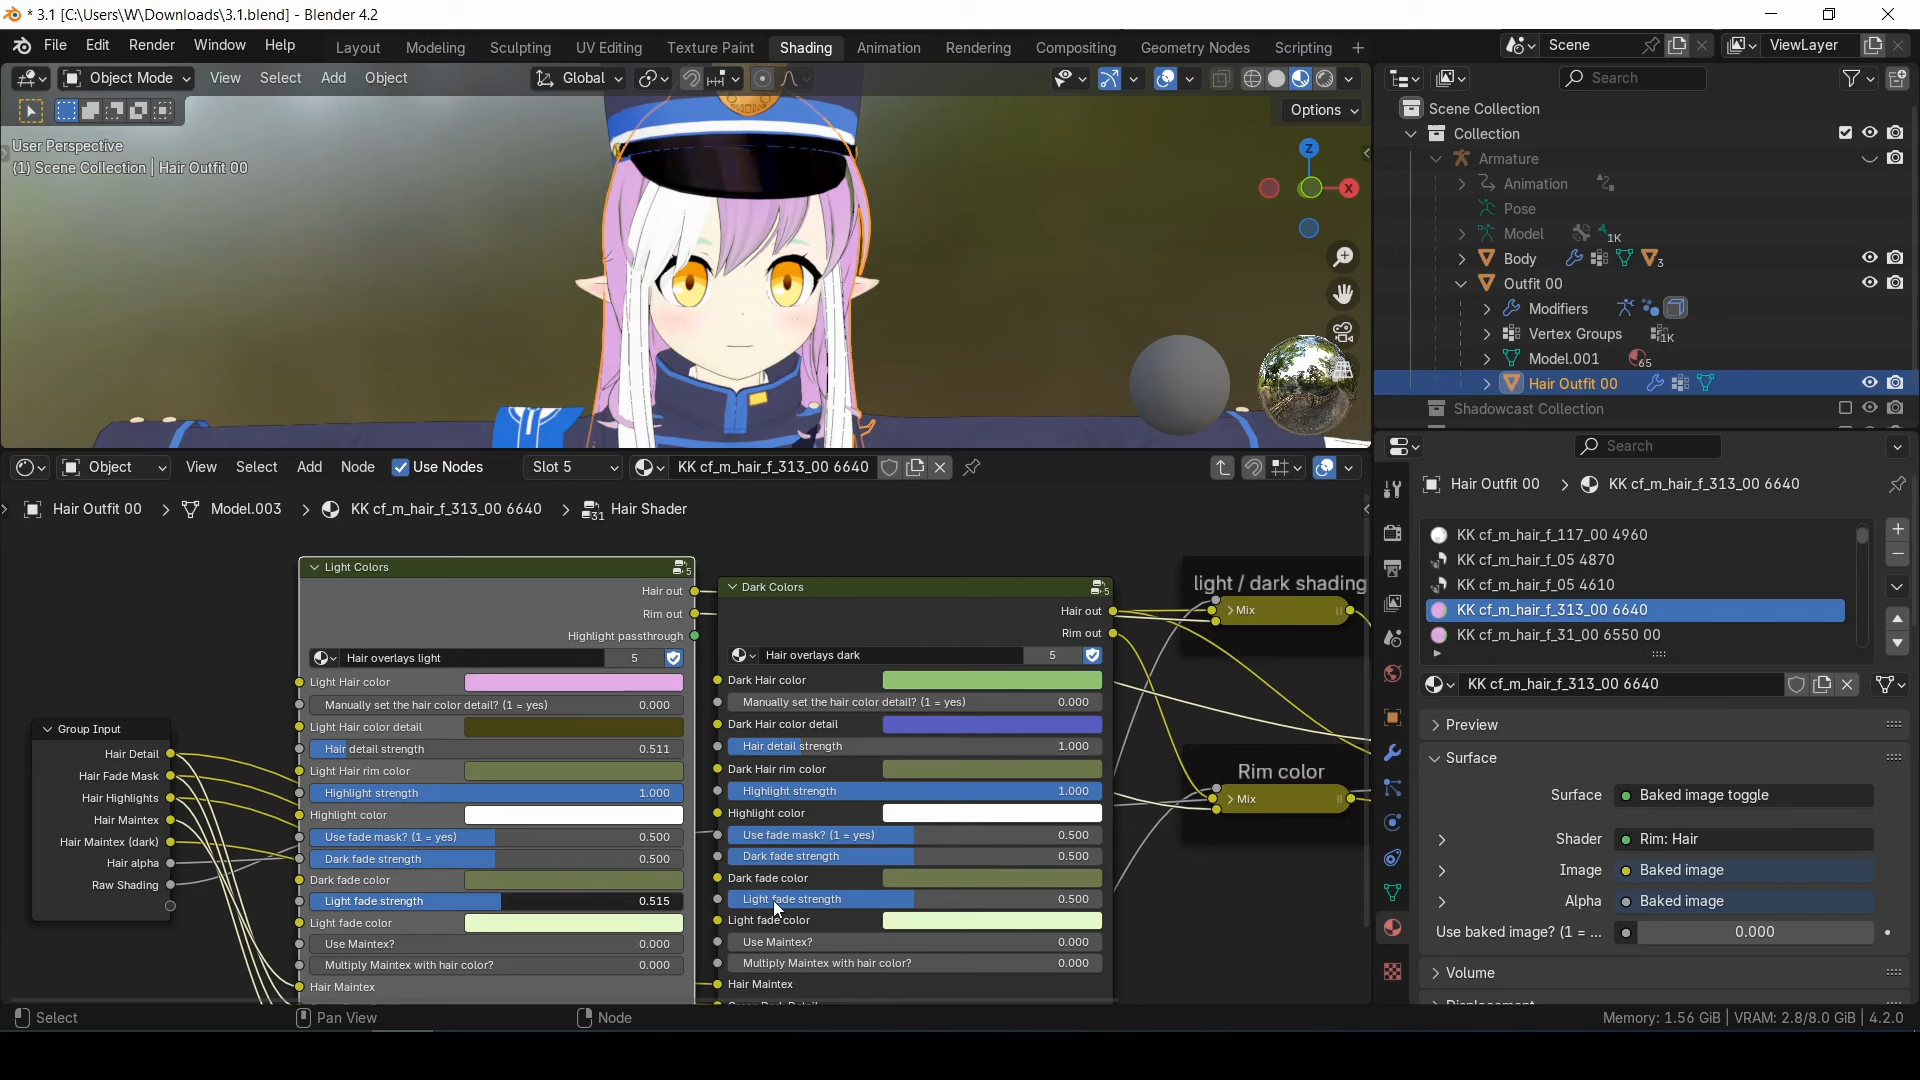 * 3.1 [C:\Users\W\Downloads\3.1.blend] - Blender 4.2
File Edit Render Window Help Layout Modeling Sculpting UV Editing Texture Paint Shading Animation Rendering Compositing Geometry Nodes Scripting + Scene ViewLayer
Object Mode View Select Add Object Global Search
Options
User Perspective
(1) Scene Collection | Hair Outfit 00
Z
X
Scene Collection
Collection
Armature
Animation
Pose
Model 1K
Body 3
Outfit 00
Modifiers
Vertex Groups 1K
Model.001 65
Hair Outfit 00
Shadowcast Collection
Object View Select Add Node Use Nodes Slot 5 KK cf_m_hair_f_313_00 6640
Hair Outfit 00 > Model.003 > KK cf_m_hair_f_313_00 6640 > 31 Hair Shader
Group Input
Hair Detail
Hair Fade Mask
Hair Highlights
Hair Maintex
Hair Maintex (dark)
Hair alpha
Raw Shading
Light Colors 5
Hair out
Rim out
Highlight passthrough
Hair overlays light 5
Light Hair color
Manually set the hair color detail? (1 = yes) 0.000
Light Hair color detail
Hair detail strength 0.511
Light Hair rim color
Highlight strength 1.000
Highlight color
Use fade mask? (1 = yes) 0.500
Dark fade strength 0.500
Dark fade color
Light fade strength 0.515
Light fade color
Use Maintex? 0.000
Multiply Maintex with hair color? 0.000
Hair Maintex
Dark Colors 5
Hair out
Rim out
Hair overlays dark 5
Dark Hair color
Manually set the hair color detail? (1 = yes) 0.000
Dark Hair color detail
Hair detail strength 1.000
Dark Hair rim color
Highlight strength 1.000
Highlight color
Use fade mask? (1 = yes) 0.500
Dark fade strength 0.500
Dark fade color
Light fade strength 0.500
Light fade color
Use Maintex? 0.000
Multiply Maintex with hair color? 0.000
Hair Maintex
light / dark shading
Mix
Rim color
Mix
Search
Hair Outfit 00 > KK cf_m_hair_f_313_00 6640
KK cf_m_hair_f_117_00 4960
KK cf_m_hair_f_05 4870
KK cf_m_hair_f_05 4610
KK cf_m_hair_f_313_00 6640
KK cf_m_hair_f_31_00 6550 00
KK cf_m_hair_f_313_00 6640
Preview
Surface
Surface Baked image toggle
Shader Rim: Hair
Image Baked image
Alpha Baked image
Use baked image? (1 = ... 0.000
Volume
Select Pan View Node Memory: 1.56 GiB | VRAM: 2.8/8.0 GiB | 4.2.0